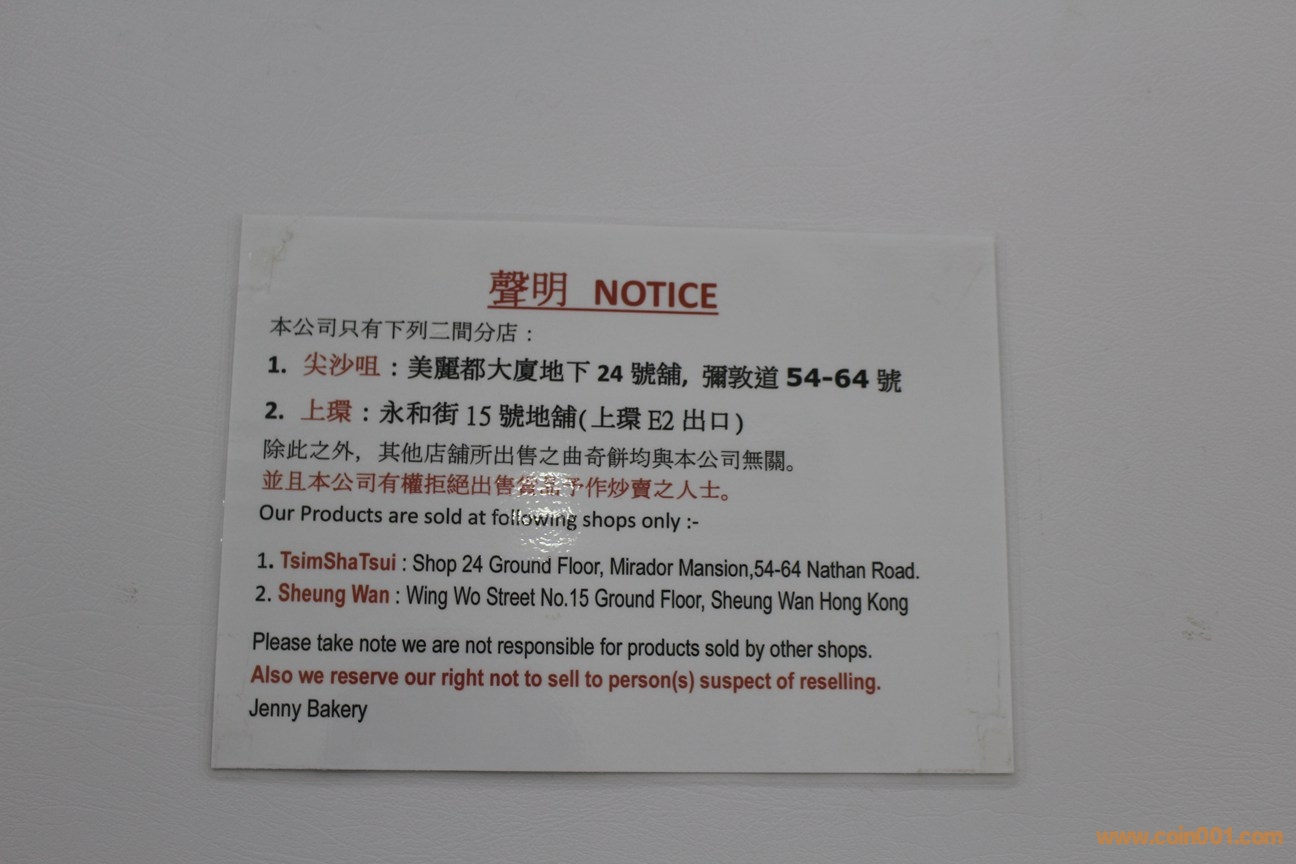 聲明 NOTICE
本公司只有下列二間分店：
1. 尖沙咀：美麗都大廈地下 24 號舖, 彌敦道 54-64 號
2. 上環：永和街 15 號地舖(上環 E2 出口)
除此之外, 其他店舖所出售之曲奇餅均與本公司無關。
並且本公司有權拒絕出售貨品予作炒賣之人士。
Our Products are sold at following shops only :-
1. TsimShaTsui : Shop 24 Ground Floor, Mirador Mansion,54-64 Nathan Road.
2. Sheung Wan : Wing Wo Street No.15 Ground Floor, Sheung Wan Hong Kong
Please take note we are not responsible for products sold by other shops.
Also we reserve our right not to sell to person(s) suspect of reselling.
Jenny Bakery
www.coin001.com